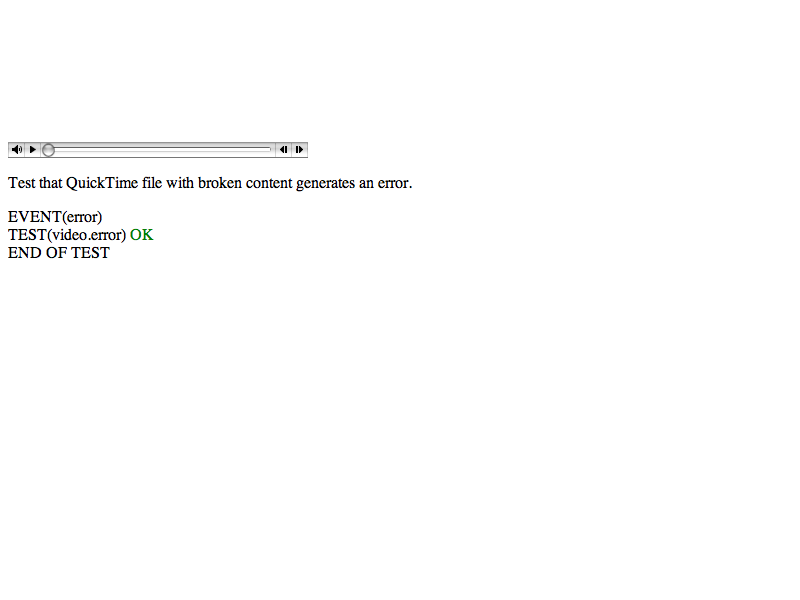 Test that QuickTime file with broken content generates an error.
EVENT(error)
TEST(video.error) OK
END OF TEST